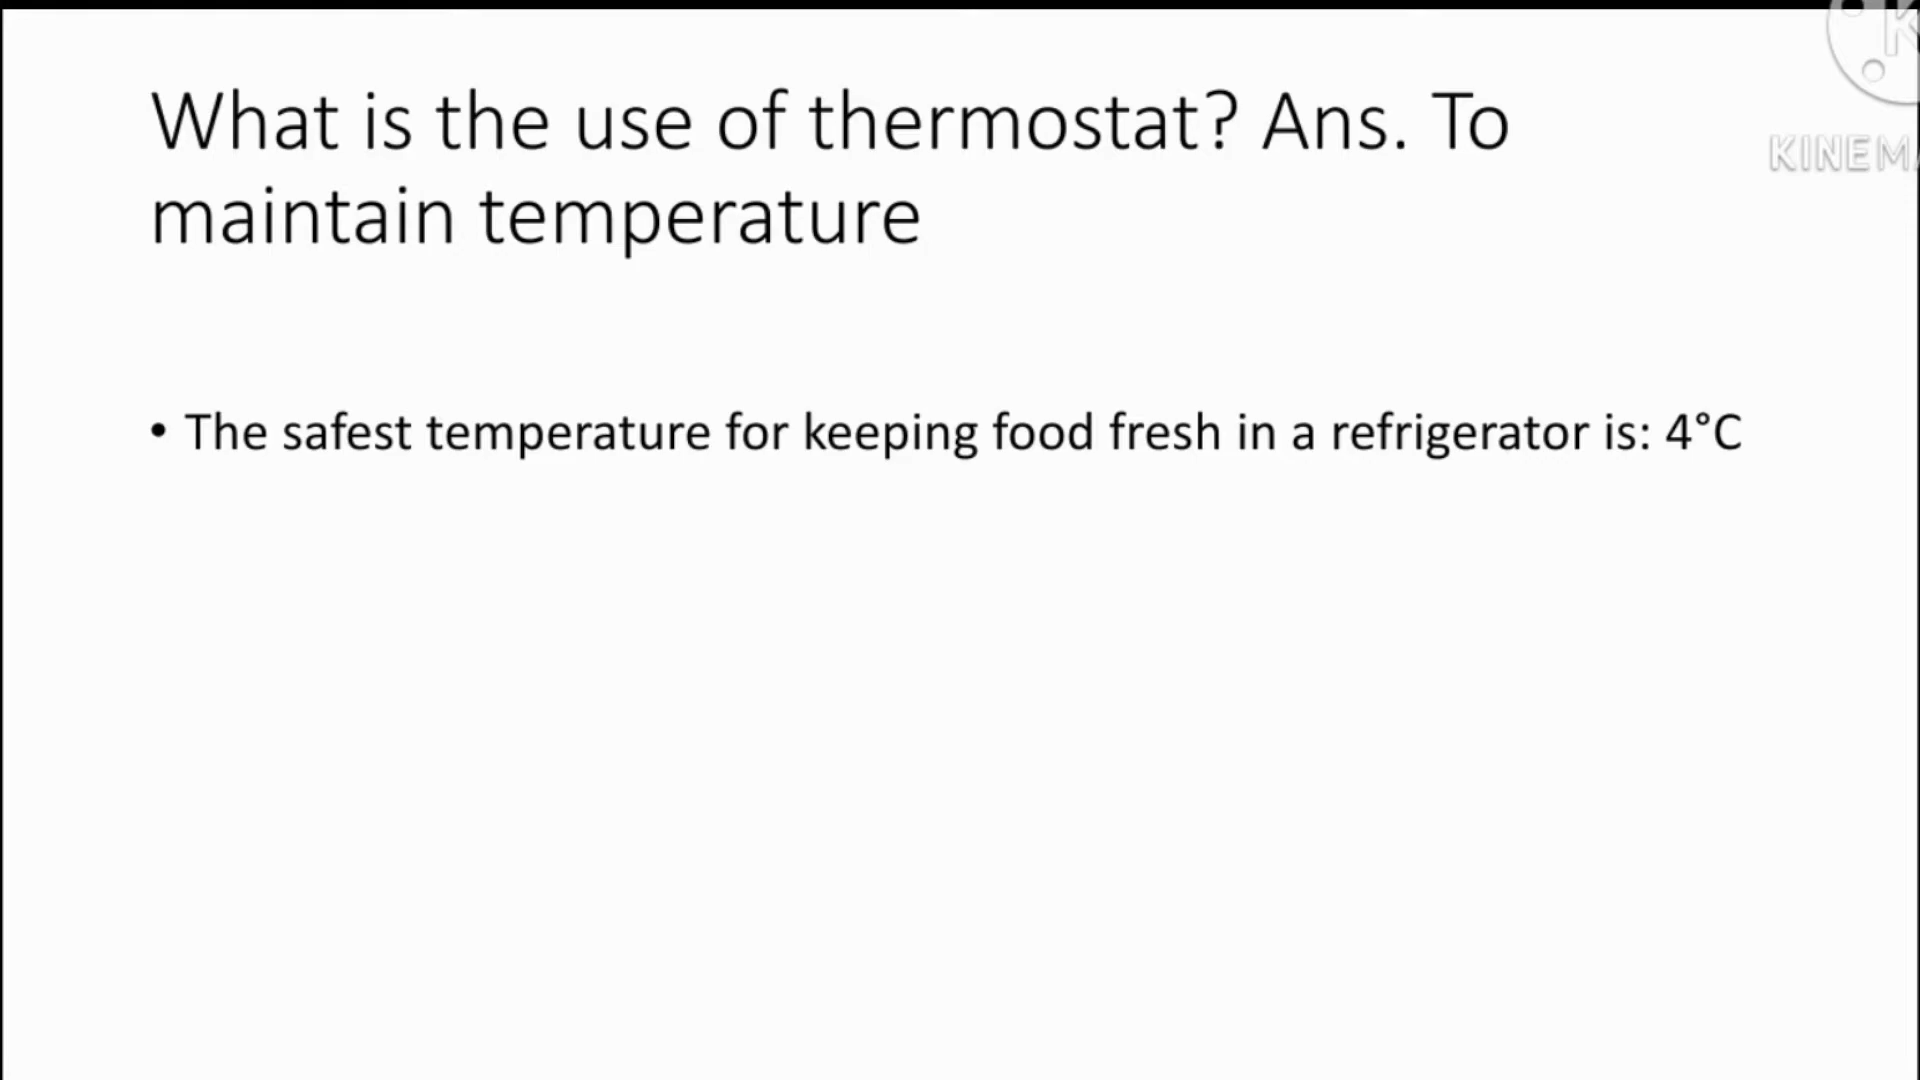 What is the use of thermostat? Ans. To
maintain temperature
• The safest temperature for keeping food fresh in a refrigerator is: 4°C
K
KINEMA